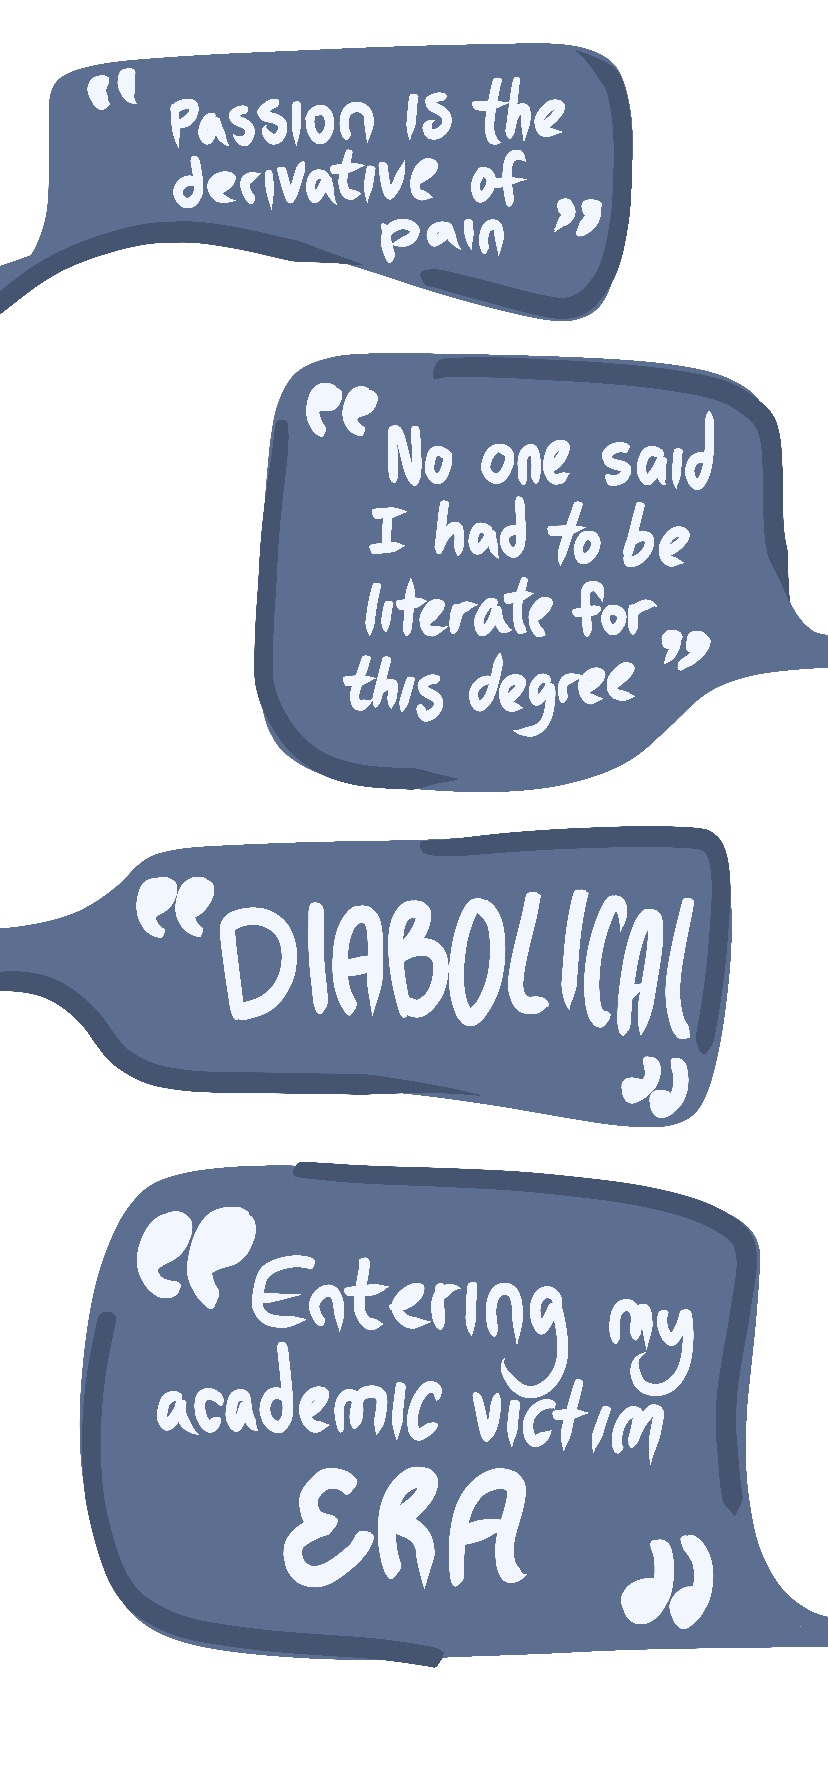 “ Passion is the
derivative of
pain ”
“ No one said
I had to be
literate for
this degree ”
“ DIABOLICAL
”
“ Entering my
academic victim
ERA ”